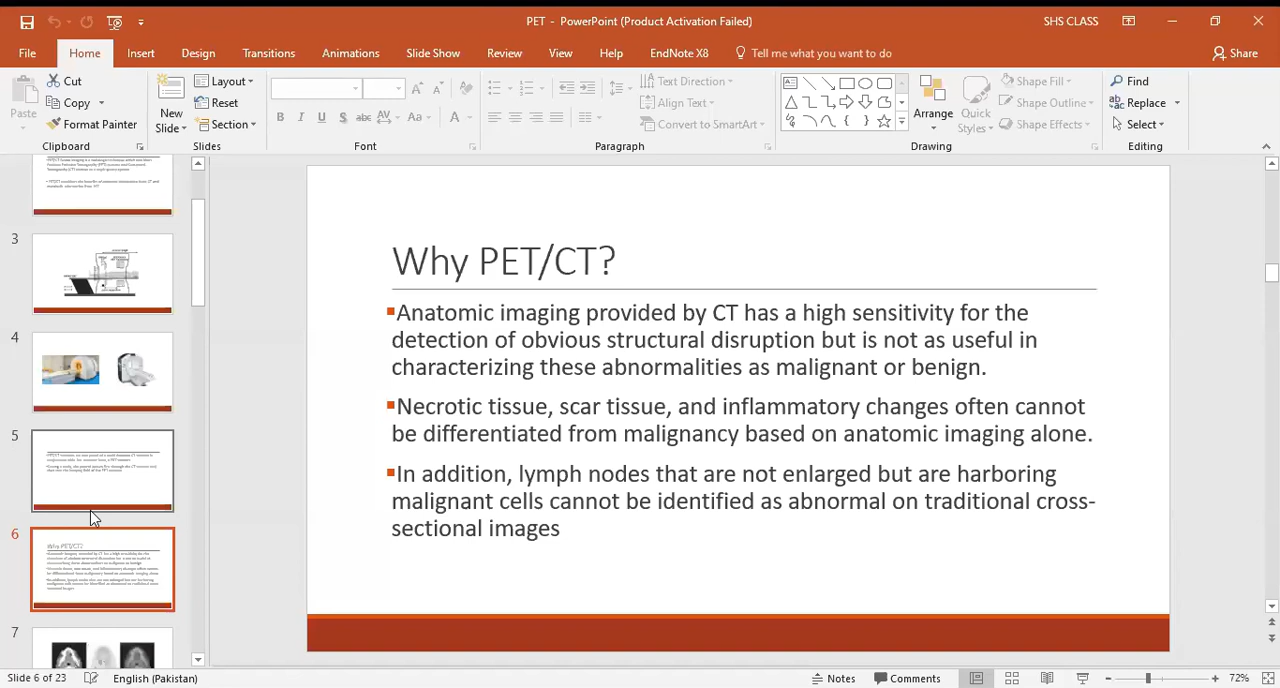 PET - PowerPoint (Product Activation Failed)
SHS CLASS
File Home Insert Design Transitions Animations Slide Show Review View Help EndNote X8 Tell me what you want to do Share
Paste
Cut
Copy
Format Painter
Clipboard
New
Slide
Layout
Reset
Section
Slides
B I U S abc AV Aa A
Font
Text Direction
Align Text
Convert to SmartArt
Paragraph
Arrange
Quick
Styles
Shape Fill
Shape Outline
Shape Effects
Drawing
Find
Replace
Select
Editing
3
4
5
6
Why PET/CT?
7
Why PET/CT?
Anatomic imaging provided by CT has a high sensitivity for the
detection of obvious structural disruption but is not as useful in
characterizing these abnormalities as malignant or benign.
Necrotic tissue, scar tissue, and inflammatory changes often cannot
be differentiated from malignancy based on anatomic imaging alone.
In addition, lymph nodes that are not enlarged but are harboring
malignant cells cannot be identified as abnormal on traditional cross-
sectional images
Slide 6 of 23 English (Pakistan) Notes Comments 72%